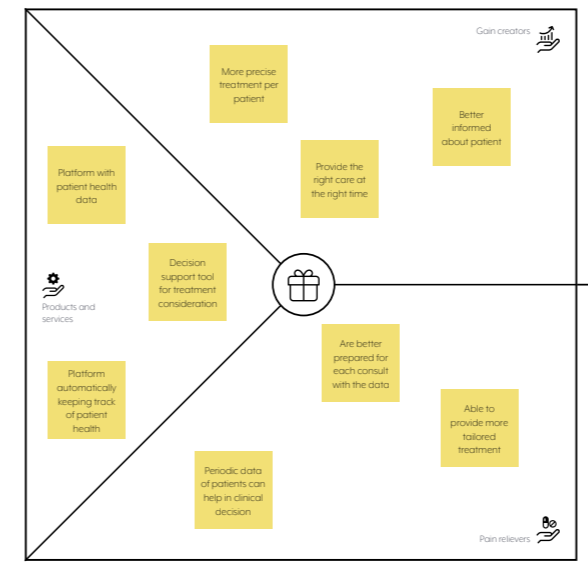 Gain creators
More precise
treatment per
patient
Better
informed
about patient
Provide the
right care at
the right time
Platform with
patient health
data
Decision
support tool
for treatment
consideration
Products and
services
Platform
automatically
keeping track
of patient
health
Are better
prepared for
each consult
with the data
Able to
provide more
tailored
treatment
Periodic data
of patients can
help in clinical
decision
Pain relievers